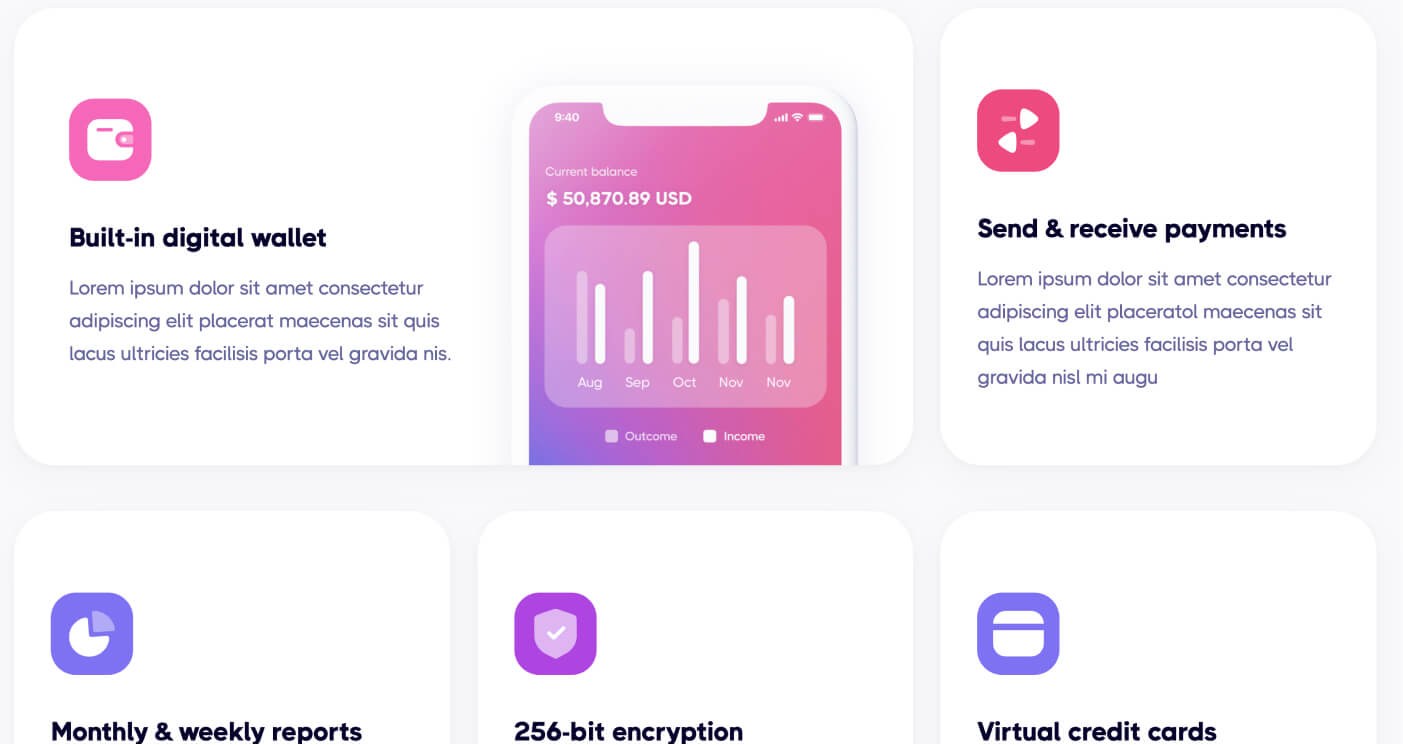 Built-in digital wallet
Lorem ipsum dolor sit amet consectetur
adipiscing elit placerat maecenas sit quis
lacus ultricies facilisis porta vel gravida nis.
9:40
Current balance
$ 50,870.89 USD
Aug Sep Oct Nov Nov
Outcome Income
Send & receive payments
Lorem ipsum dolor sit amet consectetur
adipiscing elit placeratol maecenas sit
quis lacus ultricies facilisis porta vel
gravida nisl mi augu
Monthly & weekly reports
256-bit encryption
Virtual credit cards